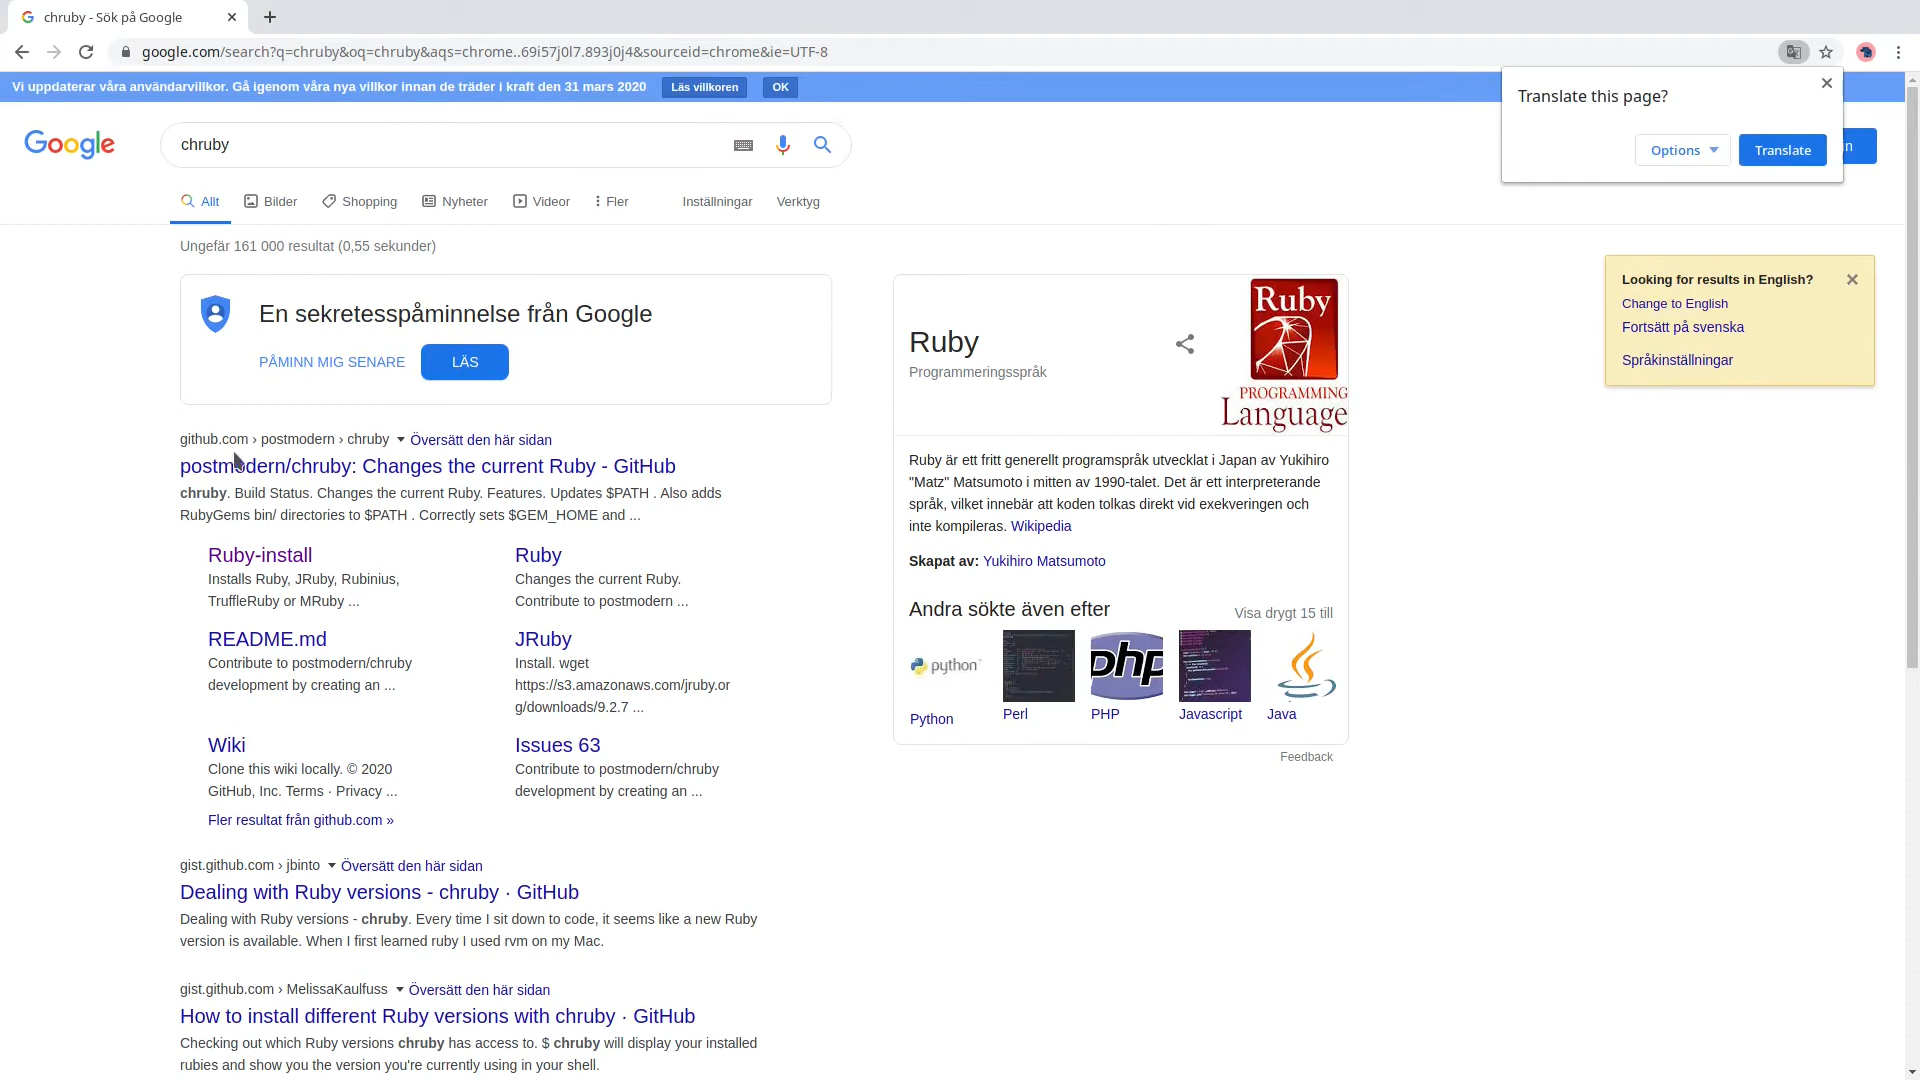 chruby - Sök på Google
google.com/search?q=chruby&oq=chruby&aqs=chrome..69i57j0l7.893j0j4&sourceid=chrome&ie=UTF-8
Vi uppdaterar våra användarvillkor. Gå igenom våra nya villkor innan de träder i kraft den 31 mars 2020 Läs villkoren OK
Translate this page?
Options Translate
in
Google chruby
Allt Bilder Shopping Nyheter Videor Fler Inställningar Verktyg
Ungefär 161 000 resultat (0,55 sekunder)
En sekretesspåminnelse från Google
PÅMINN MIG SENARE LÄS
github.com › postmodern › chruby Översätt den här sidan
postmodern/chruby: Changes the current Ruby - GitHub
chruby. Build Status. Changes the current Ruby. Features. Updates $PATH . Also adds
RubyGems bin/ directories to $PATH . Correctly sets $GEM_HOME and ...
Ruby-install
Installs Ruby, JRuby, Rubinius,
TruffleRuby or MRuby ...
Ruby
Changes the current Ruby.
Contribute to postmodern ...
README.md
Contribute to postmodern/chruby
development by creating an ...
JRuby
Install. wget
https://s3.amazonaws.com/jruby.or
g/downloads/9.2.7 ...
Wiki
Clone this wiki locally. © 2020
GitHub, Inc. Terms · Privacy ...
Issues 63
Contribute to postmodern/chruby
development by creating an ...
Fler resultat från github.com »
gist.github.com › jbinto Översätt den här sidan
Dealing with Ruby versions - chruby · GitHub
Dealing with Ruby versions - chruby. Every time I sit down to code, it seems like a new Ruby
version is available. When I first learned ruby I used rvm on my Mac.
gist.github.com › MelissaKaulfuss Översätt den här sidan
How to install different Ruby versions with chruby · GitHub
Checking out which Ruby versions chruby has access to. $ chruby will display your installed
rubies and show you the version you're currently using in your shell.
Ruby
Programmeringsspråk
Ruby
PROGRAMMING
Language
Ruby är ett fritt generellt programspråk utvecklat i Japan av Yukihiro
"Matz" Matsumoto i mitten av 1990-talet. Det är ett interpreterande
språk, vilket innebär att koden tolkas direkt vid exekveringen och
inte kompileras. Wikipedia
Skapat av: Yukihiro Matsumoto
Andra sökte även efter Visa drygt 15 till
python
php
Python Perl PHP Javascript Java
Feedback
Looking for results in English?
Change to English
Fortsätt på svenska
Språkinställningar